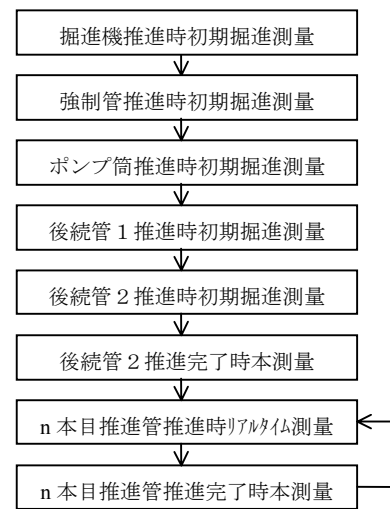 掘進機推進時初期掘進測量
強制管推進時初期掘進測量
ポンプ筒推進時初期掘進測量
後続管１推進時初期掘進測量
後続管２推進時初期掘進測量
後続管２推進完了時本測量
n 本目推進管推進時ﾘｱﾙﾀｲﾑ測量
n 本目推進管推進完了時本測量